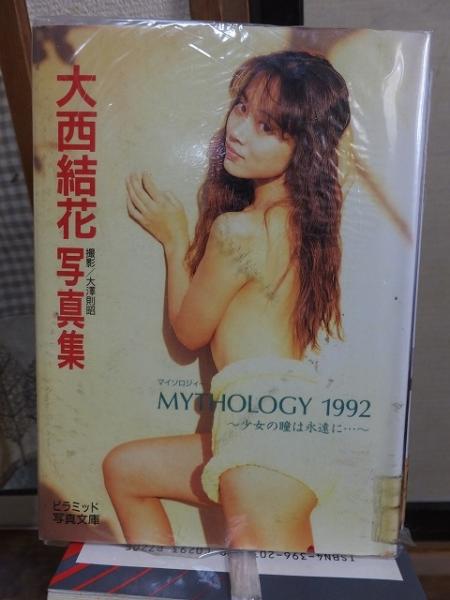 大西結花写真集
撮影/大澤則昭
マイソロジィー
MYTHOLOGY 1992
〜少女の瞳は永遠に…〜
ピラミッド
写真文庫